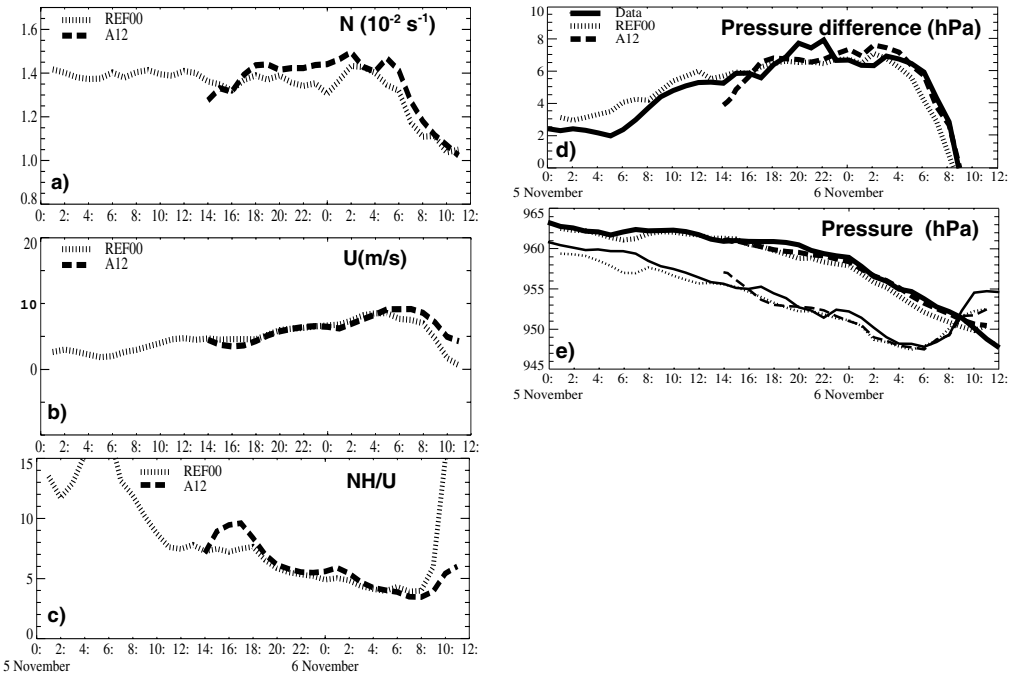 N (10-2 s-1)
REF00
A12
1.6
1.4
1.2
1.0
0.8
a)
0: 2: 4: 6: 8: 10: 12: 14: 16: 18: 20: 22: 0: 2: 4: 6: 8: 10: 12:
U(m/s)
REF00
A12
20
10
0
b)
0: 2: 4: 6: 8: 10: 12: 14: 16: 18: 20: 22: 0: 2: 4: 6: 8: 10: 12:
NH/U
REF00
A12
15
10
5
0
c)
0: 2: 4: 6: 8: 10: 12: 14: 16: 18: 20: 22: 0: 2: 4: 6: 8: 10: 12:
5 November 6 November
Pressure difference (hPa)
Data
REF00
A12
10
8
6
4
2
0
d)
0: 2: 4: 6: 8: 10: 12: 14: 16: 18: 20: 22: 0: 2: 4: 6: 8: 10: 12:
5 November 6 November
Pressure (hPa)
965
960
955
950
945
e)
0: 2: 4: 6: 8: 10: 12: 14: 16: 18: 20: 22: 0: 2: 4: 6: 8: 10: 12:
5 November 6 November